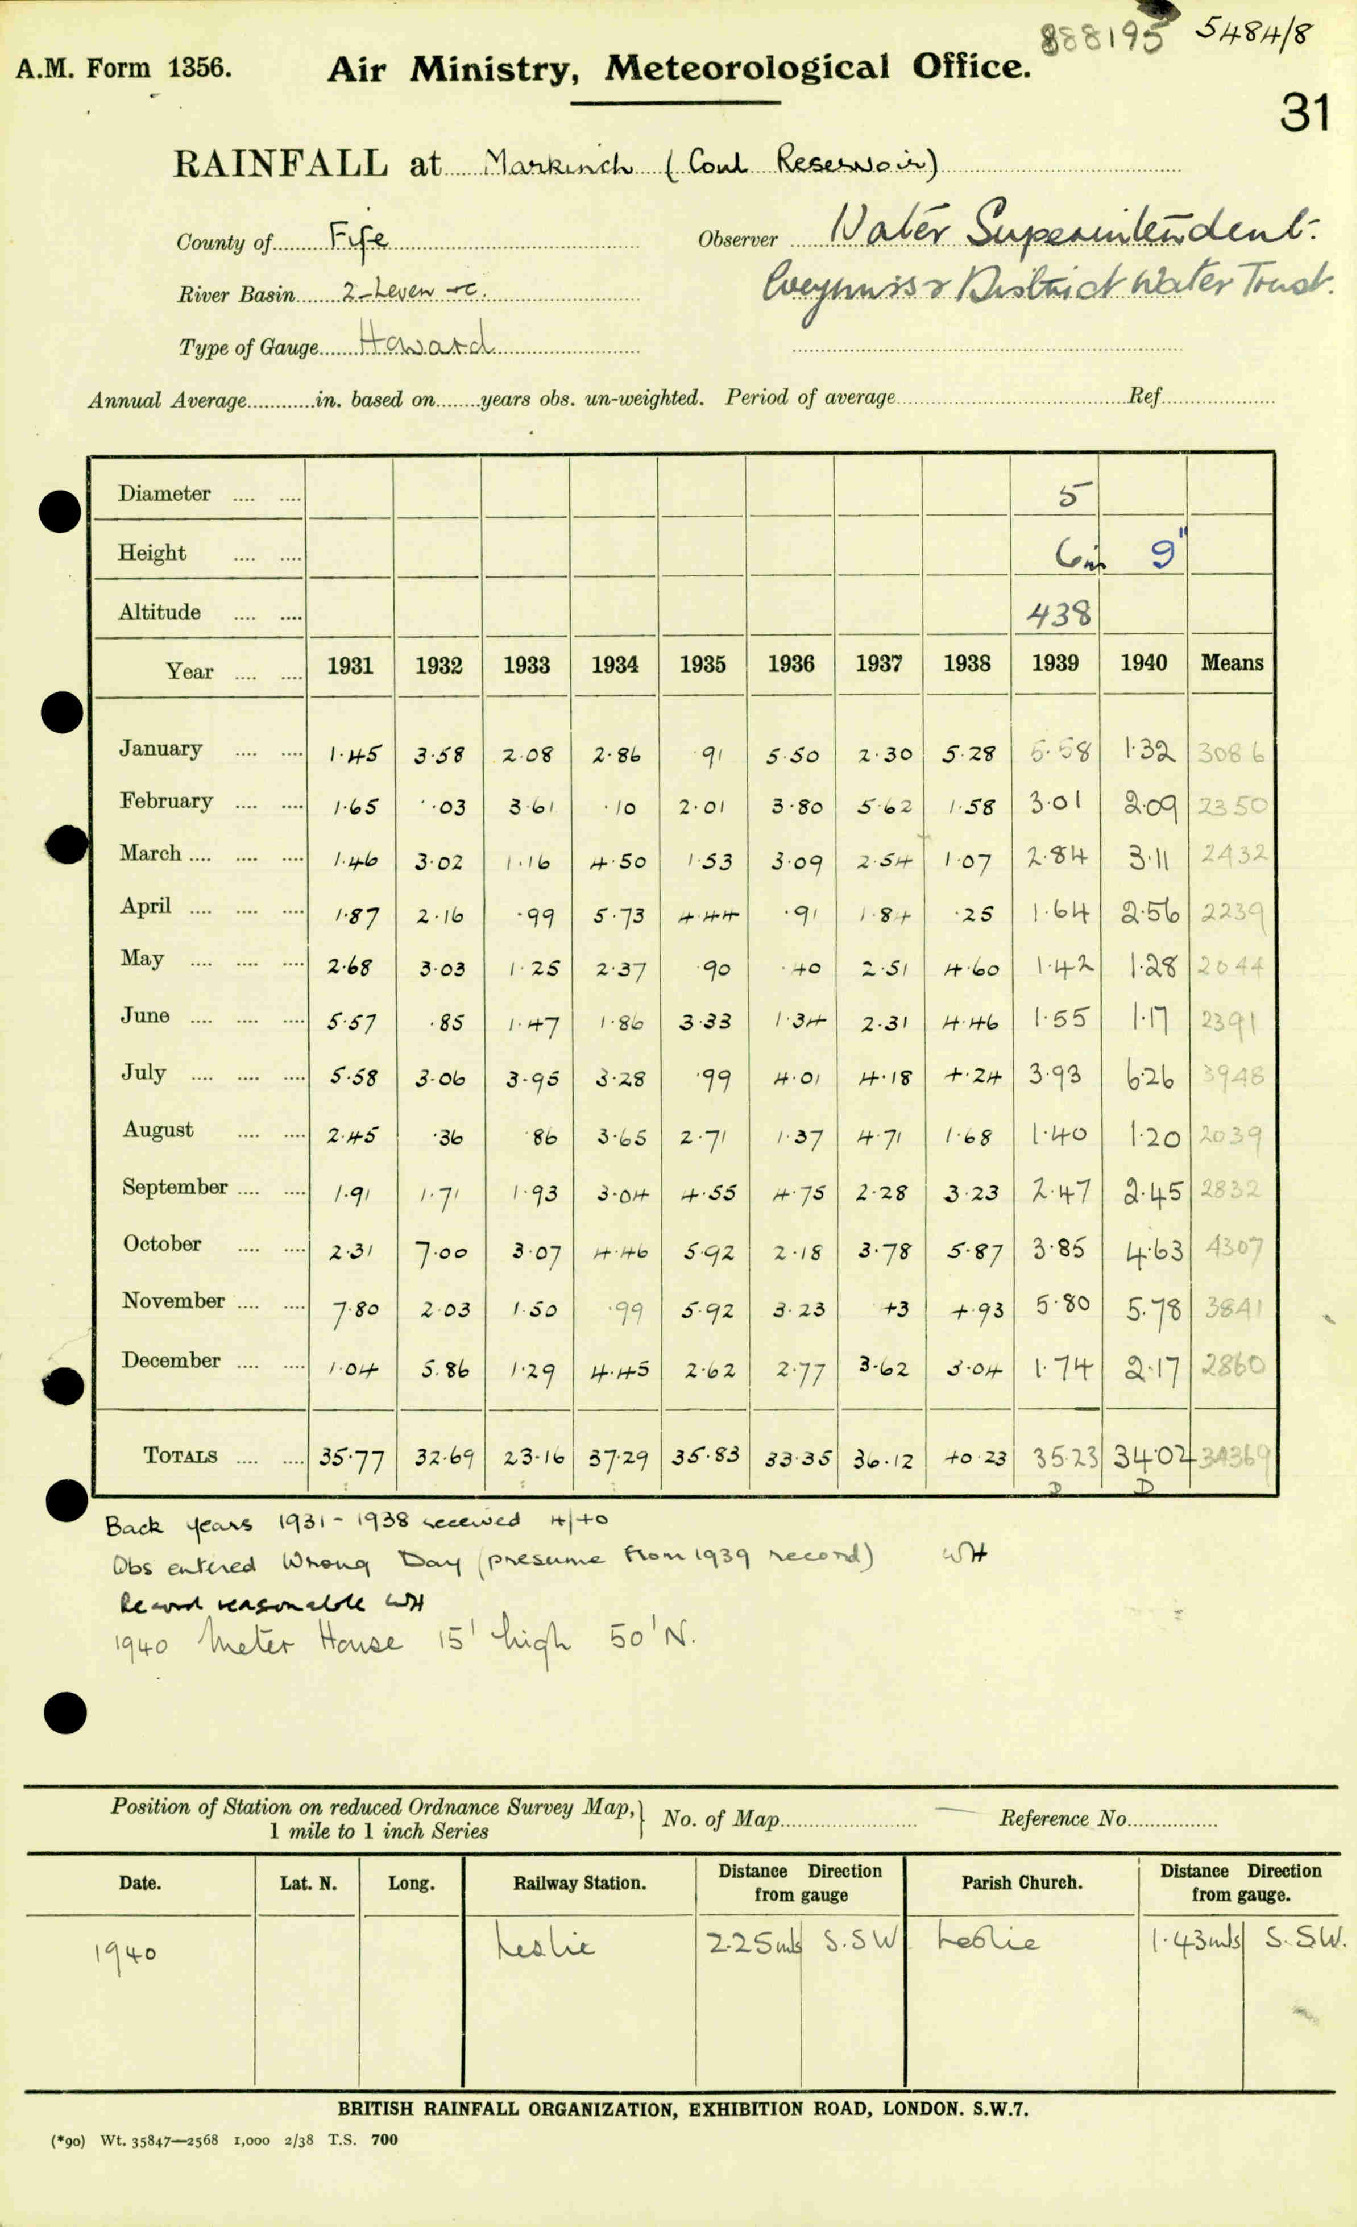 888195 5484/8
A.M. Form 1356. Air Ministry, Meteorological Office.
31
RAINFALL at Markinch (Coul Reservoir)
County of Fife Observer Water Superintendent
River Basin 2-Leven &c. Wemyss & District Water Trust.
Type of Gauge Howard
Annual Average in. based on years obs. un-weighted. Period of average Ref
Diameter 5
Height 6in 9"
Altitude 438
Year 1931 1932 1933 1934 1935 1936 1937 1938 1939 1940 Means
January 1.45 3.58 2.08 2.86 .91 5.50 2.30 5.28 5.58 1.32 3086
February 1.65 .03 3.61 .10 2.01 3.80 5.62 1.58 3.01 2.09 2350
March 1.46 3.02 1.16 4.50 1.53 3.09 2.54 1.07 2.84 3.11 2432
April 1.87 2.16 .99 5.73 4.44 .91 1.84 .25 1.64 2.56 2239
May 2.68 3.03 1.25 2.37 .90 .40 2.51 4.60 1.42 1.28 2044
June 5.57 .85 1.47 1.86 3.33 1.34 2.31 4.46 1.55 1.17 2391
July 5.58 3.06 3.95 3.28 .99 4.01 4.18 4.24 3.93 6.26 3948
August 2.45 .36 .86 3.65 2.71 1.37 4.71 1.68 1.40 1.20 2039
September 1.91 1.71 1.93 3.04 4.55 4.75 2.28 3.23 2.47 2.45 2832
October 2.31 7.00 3.07 4.46 5.92 2.18 3.78 5.87 3.85 4.63 4307
November 7.80 2.03 1.50 .99 5.92 3.23 43 4.93 5.80 5.78 3841
December 1.04 5.86 1.29 4.45 2.62 2.77 3.62 3.04 1.74 2.17 2860
TOTALS 35.77 32.69 23.16 37.29 35.83 33.35 36.12 40.23 35.23 34.02 34369
D D
Back years 1931-1938 received 4/40
Obs entered Wrong Day (presume from 1939 record) WH
Record reasonable WH
1940 Meter House 15' high 50' N.
Position of Station on reduced Ordnance Survey Map, 1 mile to 1 inch Series } No. of Map Reference No.
Date. Lat. N. Long. Railway Station. Distance Direction from gauge Parish Church. Distance Direction from gauge.
1940 Leslie 2.25mls S.SW Leslie 1.43mls S.SW.
BRITISH RAINFALL ORGANIZATION, EXHIBITION ROAD, LONDON. S.W.7.
(*90) Wt. 35847—2568 1,000 2/38 T.S. 700